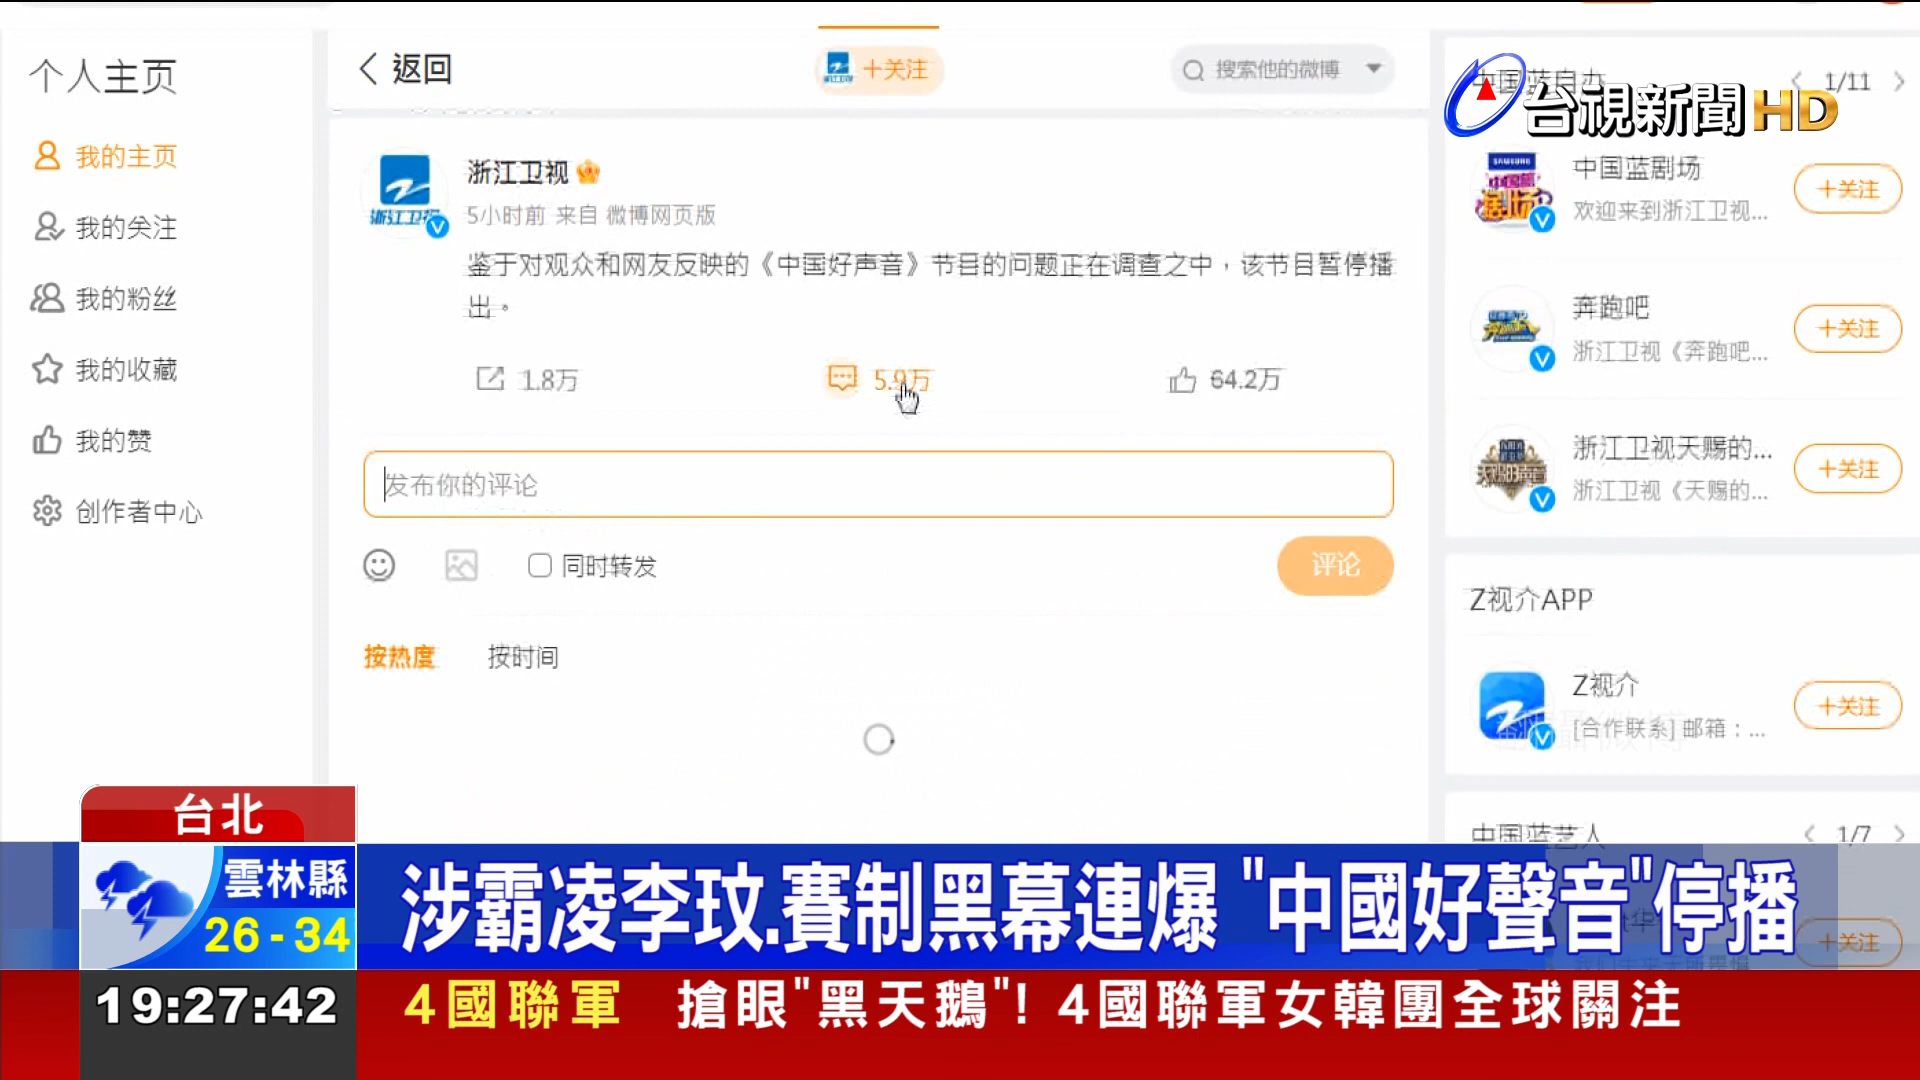 个人主页
我的主页
我的关注
我的粉丝
我的收藏
我的赞
创作者中心
返回
+关注
搜索他的微博
浙江卫视
5小时前 来自 微博网页版
鉴于对观众和网友反映的《中国好声音》节目的问题正在调查之中，该节目暂停播
出。
1.8万
5.9万
64.2万
发布你的评论
同时转发
评论
按热度
按时间
中国蓝自办
1/11
台視新聞HD
中国蓝剧场
欢迎来到浙江卫视...
+关注
奔跑吧
浙江卫视《奔跑吧...
+关注
浙江卫视天赐的...
浙江卫视《天赐的...
+关注
Z视介APP
Z视介
[合作联系] 邮箱：...
+关注
中国蓝艺人
1/7
+关注
台北
雲林縣
26-34
19:27:42
涉霸凌李玟.賽制黑幕連爆 "中國好聲音"停播
4國聯軍 搶眼"黑天鵝"! 4國聯軍女韓團全球關注